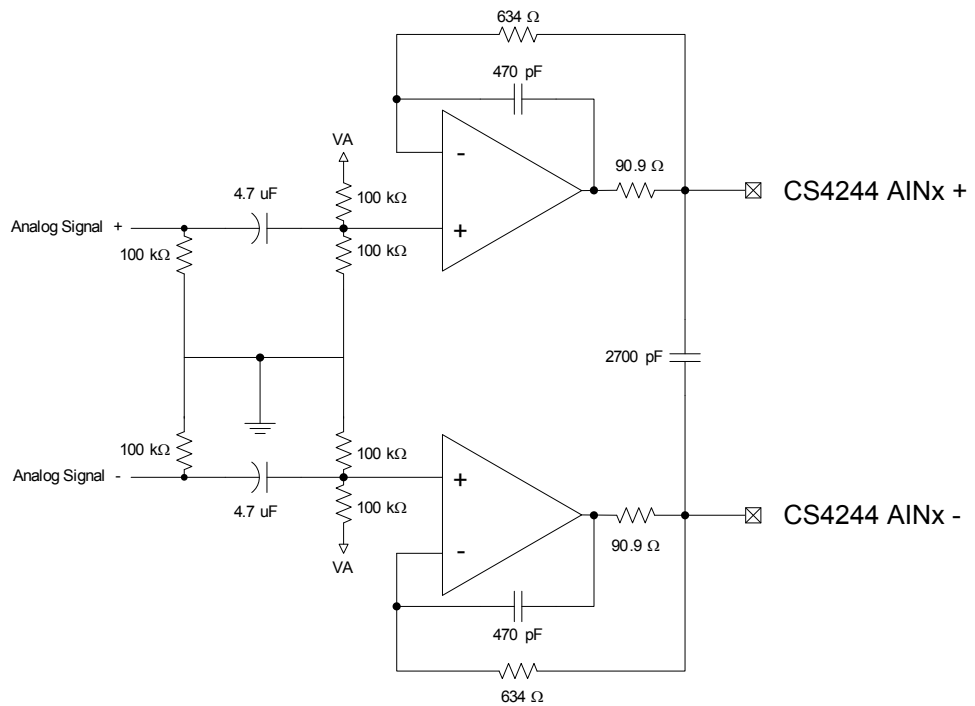 634 Ω
470 pF
VA
-
90.9 Ω
4.7 uF
100 kΩ
CS4244 AINx +
Analog Signal +
+
100 kΩ
100 kΩ
2700 pF
100 kΩ
100 kΩ
Analog Signal -
+
4.7 uF
100 kΩ
CS4244 AINx -
-
90.9 Ω
VA
470 pF
634 Ω